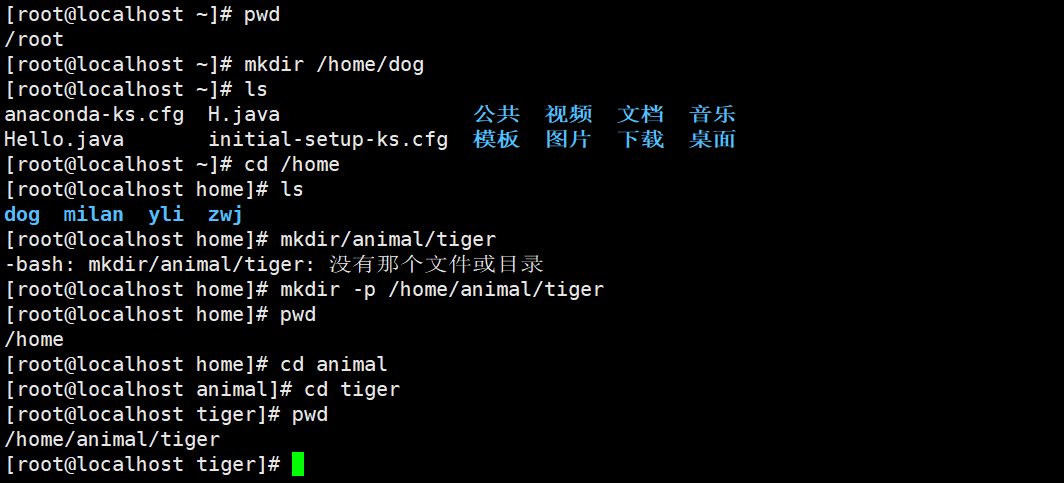 [root@localhost ~]# pwd
/root
[root@localhost ~]# mkdir /home/dog
[root@localhost ~]# ls
anaconda-ks.cfg  H.java                公共  视频  文档  音乐
Hello.java       initial-setup-ks.cfg  模板  图片  下载  桌面
[root@localhost ~]# cd /home
[root@localhost home]# ls
dog  milan  yli  zwj
[root@localhost home]# mkdir/animal/tiger
-bash: mkdir/animal/tiger: 没有那个文件或目录
[root@localhost home]# mkdir -p /home/animal/tiger
[root@localhost home]# pwd
/home
[root@localhost home]# cd animal
[root@localhost animal]# cd tiger
[root@localhost tiger]# pwd
/home/animal/tiger
[root@localhost tiger]#